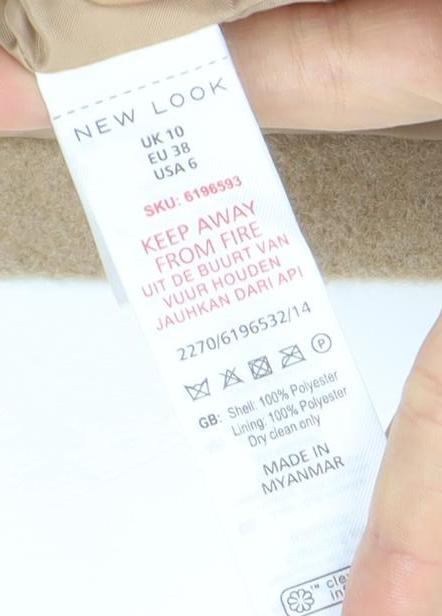 NEW LOOK
UK 10
EU 38
USA 6
SKU: 6196593
KEEP AWAY
FROM FIRE
UIT DE BUURT VAN
VUUR HOUDEN
JAUHKAN DARI API
2270/6196532/14
P
GB: Shell: 100% Polyester
Lining: 100% Polyester
Dry clean only
MADE IN
MYANMAR